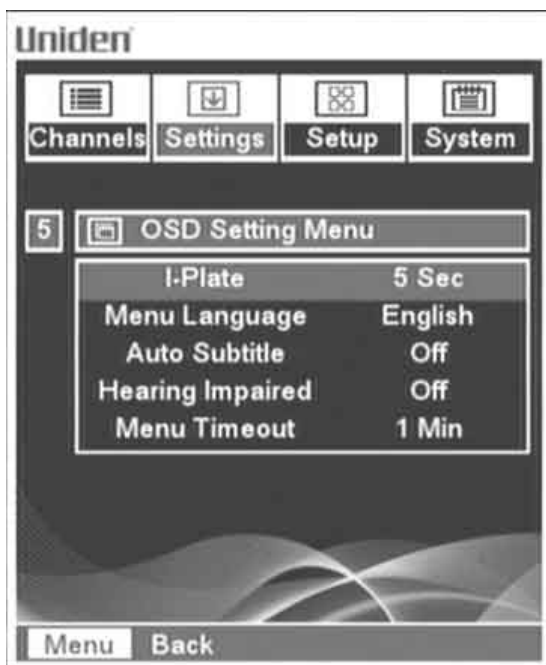 Uniden
Channels Settings Setup System
5 OSD Setting Menu
I-Plate 5 Sec
Menu Language English
Auto Subtitle Off
Hearing Impaired Off
Menu Timeout 1 Min
Menu Back